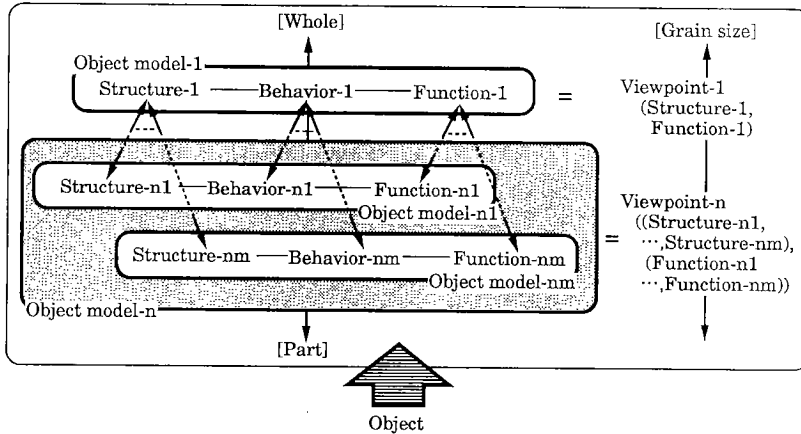 [Whole]
[Grain size]
Object model-1
Structure-1 Behavior-1 Function-1
=
Viewpoint-1
(Structure-1,
Function-1)
Structure-n1 Behavior-n1 Function-n1
Object model-n1
Structure-nm Behavior-nm Function-nm
Object model-nm
Object model-n
=
Viewpoint-n
((Structure-n1,
…,Structure-nm),
(Function-n1
…,Function-nm))
[Part]
Object